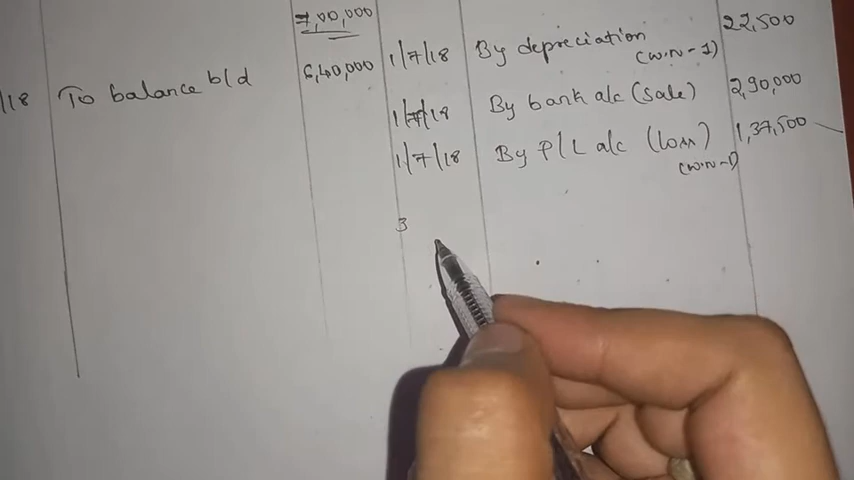 7,00,000
22,500
1/7/18 By depreciation
(W.N-1)
/18 To balance b/d 6,40,000
1/7/18 By bank a/c (sale) 2,90,000
1/7/18 By P/L a/c (loss) 1,37,500
(W.N-1)
3